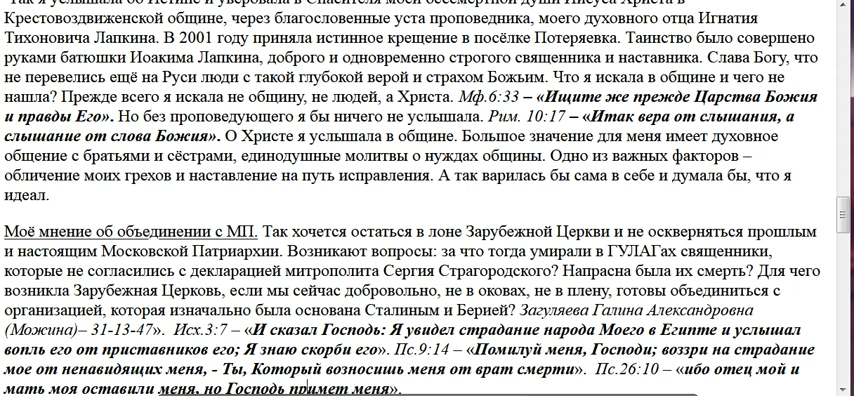 Так я услышала об Истине и уверовала в Спасителя моей бессмертной души Иисуса Христа в
Крестовоздвиженской общине, через благословенные уста проповедника, моего духовного отца Игнатия
Тихоновича Лапкина. В 2001 году приняла истинное крещение в посёлке Потеряевка. Таинство было совершено
руками батюшки Иоакима Лапкина, доброго и одновременно строгого священника и наставника. Слава Богу, что
не перевелись ещё на Руси люди с такой глубокой верой и страхом Божьим. Что я искала в общине и чего не
нашла? Прежде всего я искала не общину, не людей, а Христа. Мф.6:33 – «Ищите же прежде Царства Божия
и правды Его». Но без проповедующего я бы ничего не услышала. Рим. 10:17 – «Итак вера от слышания, а
слышание от слова Божия». О Христе я услышала в общине. Большое значение для меня имеет духовное
общение с братьями и сёстрами, единодушные молитвы о нуждах общины. Одно из важных факторов –
обличение моих грехов и наставление на путь исправления. А так варилась бы сама в себе и думала бы, что я
идеал.
Моё мнение об объединении с МП. Так хочется остаться в лоне Зарубежной Церкви и не оскверняться прошлым
и настоящим Московской Патриархии. Возникают вопросы: за что тогда умирали в ГУЛАГах священники,
которые не согласились с декларацией митрополита Сергия Страгородского? Напрасна была их смерть? Для чего
возникла Зарубежная Церковь, если мы сейчас добровольно, не в оковах, не в плену, готовы объединиться с
организацией, которая изначально была основана Сталиным и Берией? Загуляева Галина Александровна
(Можина)– 31-13-47». Исх.3:7 – «И сказал Господь: Я увидел страдание народа Моего в Египте и услышал
вопль его от приставников его; Я знаю скорби его». Пс.9:14 – «Помилуй меня, Господи; воззри на страдание
мое от ненавидящих меня, - Ты, Который возносишь меня от врат смерти». Пс.26:10 – «ибо отец мой и
мать моя оставили меня, но Господь примет меня».